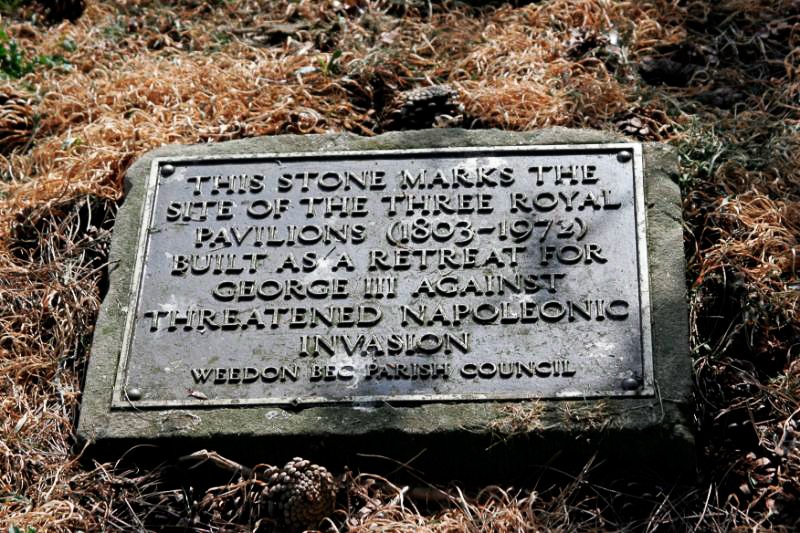 THIS STONE MARKS THE
SITE OF THE THREE ROYAL
PAVILIONS (1803-1972)
BUILT AS A RETREAT FOR
GEORGE IIII AGAINST
THREATENED NAPOLEONIC
INVASION
WEEDON BEC PARISH COUNCIL